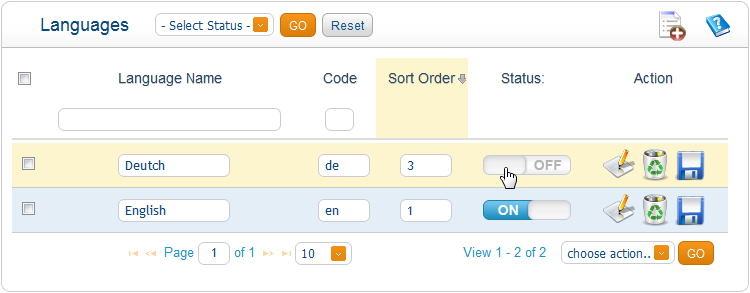 Languages - Select Status - GO Reset
Language Name Code Sort Order Status: Action
Deutch de 3 OFF
English en 1 ON
Page 1 of 1 10 View 1 - 2 of 2 choose action.. GO